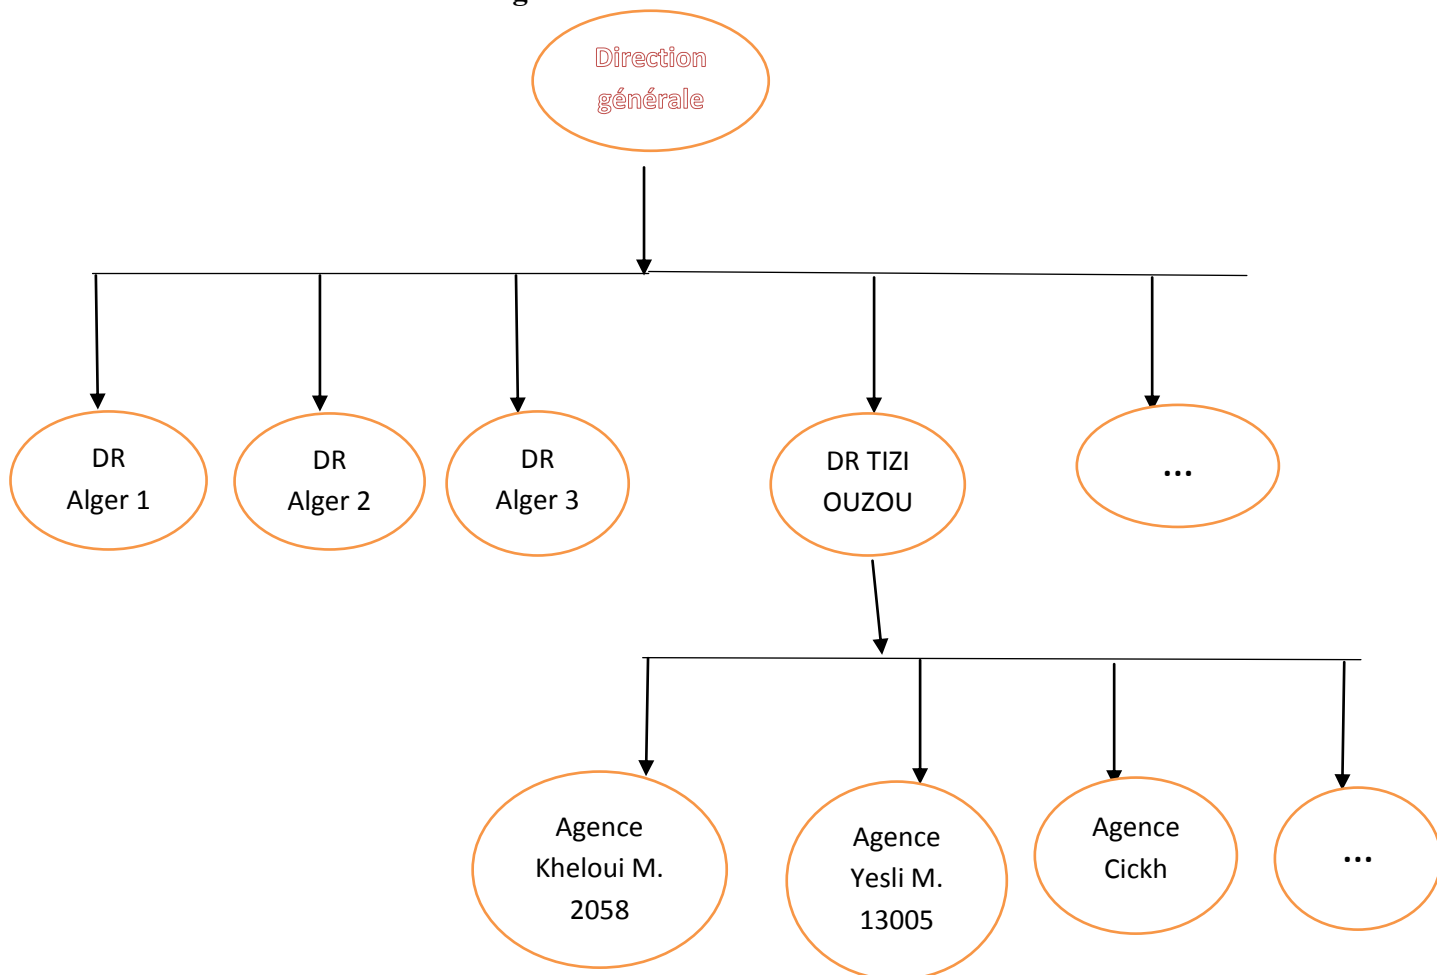 Direction
générale
DR
Alger 1
DR
Alger 2
DR
Alger 3
DR TIZI
OUZOU
...
Agence
Kheloui M.
2058
Agence
Yesli M.
13005
Agence
Cickh
...